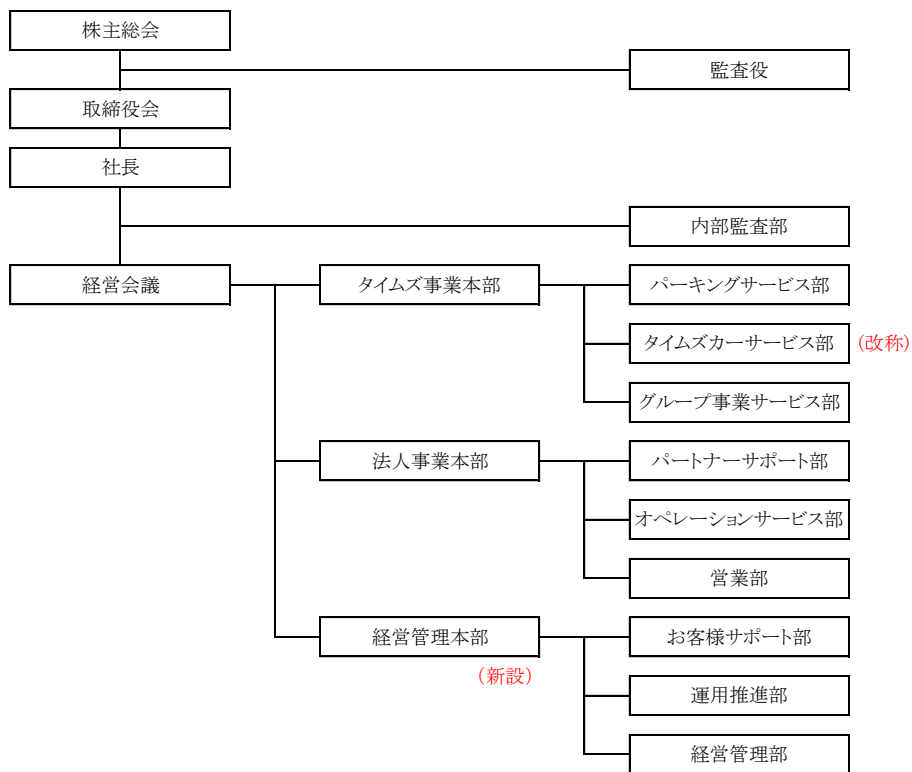 株主総会
監査役
取締役会
社長
内部監査部
経営会議
タイムズ事業本部
パーキングサービス部
タイムズカーサービス部
(改称)
グループ事業サービス部
法人事業本部
パートナーサポート部
オペレーションサービス部
営業部
経営管理本部
(新設)
お客様サポート部
運用推進部
経営管理部